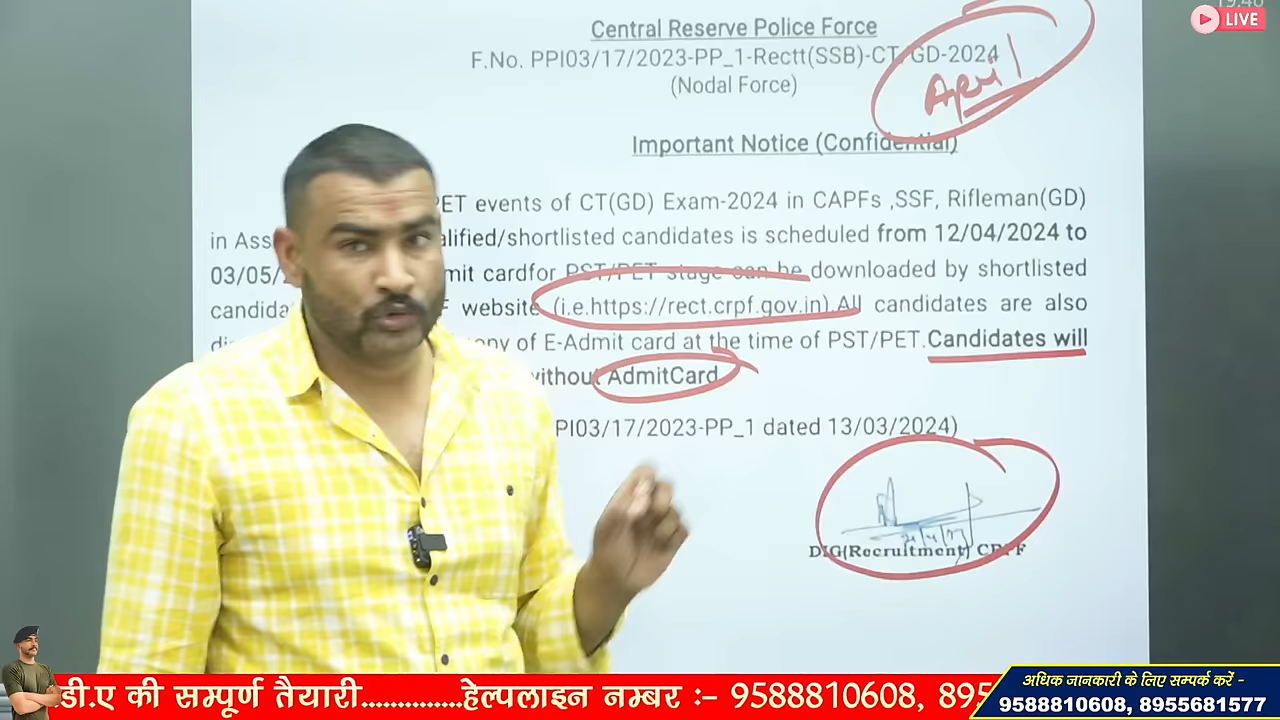 19:46
LIVE
Central Reserve Police Force
F.No. PPI03/17/2023-PP_1-Rectt(SSB)-CT/GD-2024
April
(Nodal Force)
Important Notice (Confidential)
PET events of CT(GD) Exam-2024 in CAPFs ,SSF, Rifleman(GD)
in Ass alified/shortlisted candidates is scheduled from 12/04/2024 to
03/05/ mit cardfor PST/PET stage can be downloaded by shortlisted
candida website (i.e.https://rect.crpf.gov.in).All candidates are also
of E-Admit card at the time of PST/PET.Candidates will
without AdmitCard
PI03/17/2023-PP_1 dated 13/03/2024)
DIG(Recruitment) CRPF
डी.ए की सम्पूर्ण तैयारी..............हेल्पलाइन नम्बर :- 9588810608, 895
अधिक जानकारी के लिए सम्पर्क करें -
9588810608, 8955681577